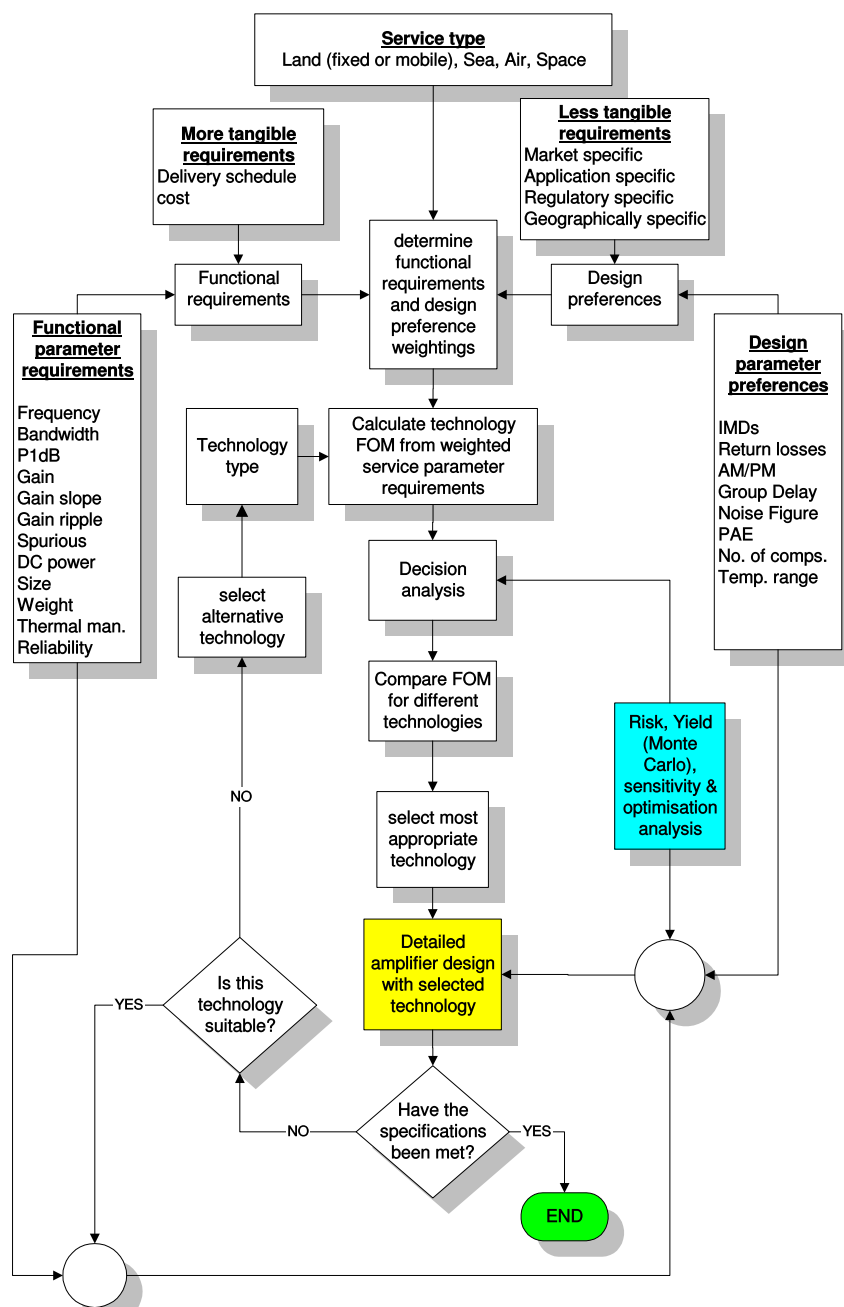 Service type
Land (fixed or mobile), Sea, Air, Space
More tangible
requirements
Delivery schedule
cost
Less tangible
requirements
Market specific
Application specific
Regulatory specific
Geographically specific
Functional
requirements
determine
functional
requirements
and design
preference
weightings
Design
preferences
Functional
parameter
requirements
Frequency
Bandwidth
P1dB
Gain
Gain slope
Gain ripple
Spurious
DC power
Size
Weight
Thermal man.
Reliability
Design
parameter
preferences
IMDs
Return losses
AM/PM
Group Delay
Noise Figure
PAE
No. of comps.
Temp. range
Technology
type
Calculate technology
FOM from weighted
service parameter
requirements
Decision
analysis
select
alternative
technology
Compare FOM
for different
technologies
Risk, Yield
(Monte
Carlo),
sensitivity &
optimisation
analysis
NO
select most
appropriate
technology
Detailed
amplifier design
with selected
technology
Is this
technology
suitable?
YES
Have the
specifications
been met?
NO
YES
END